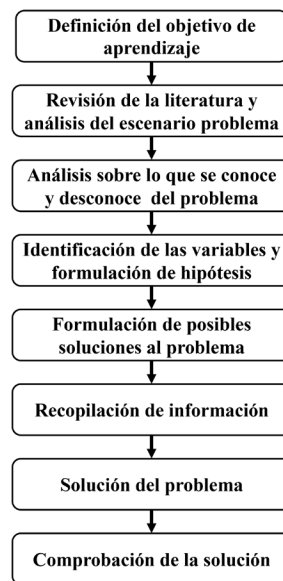 Definición del objetivo de
aprendizaje
Revisión de la literatura y
análisis del escenario problema
Análisis sobre lo que se conoce
y desconoce del problema
Identificación de las variables y
formulación de hipótesis
Formulación de posibles
soluciones al problema
Recopilación de información
Solución del problema
Comprobación de la solución